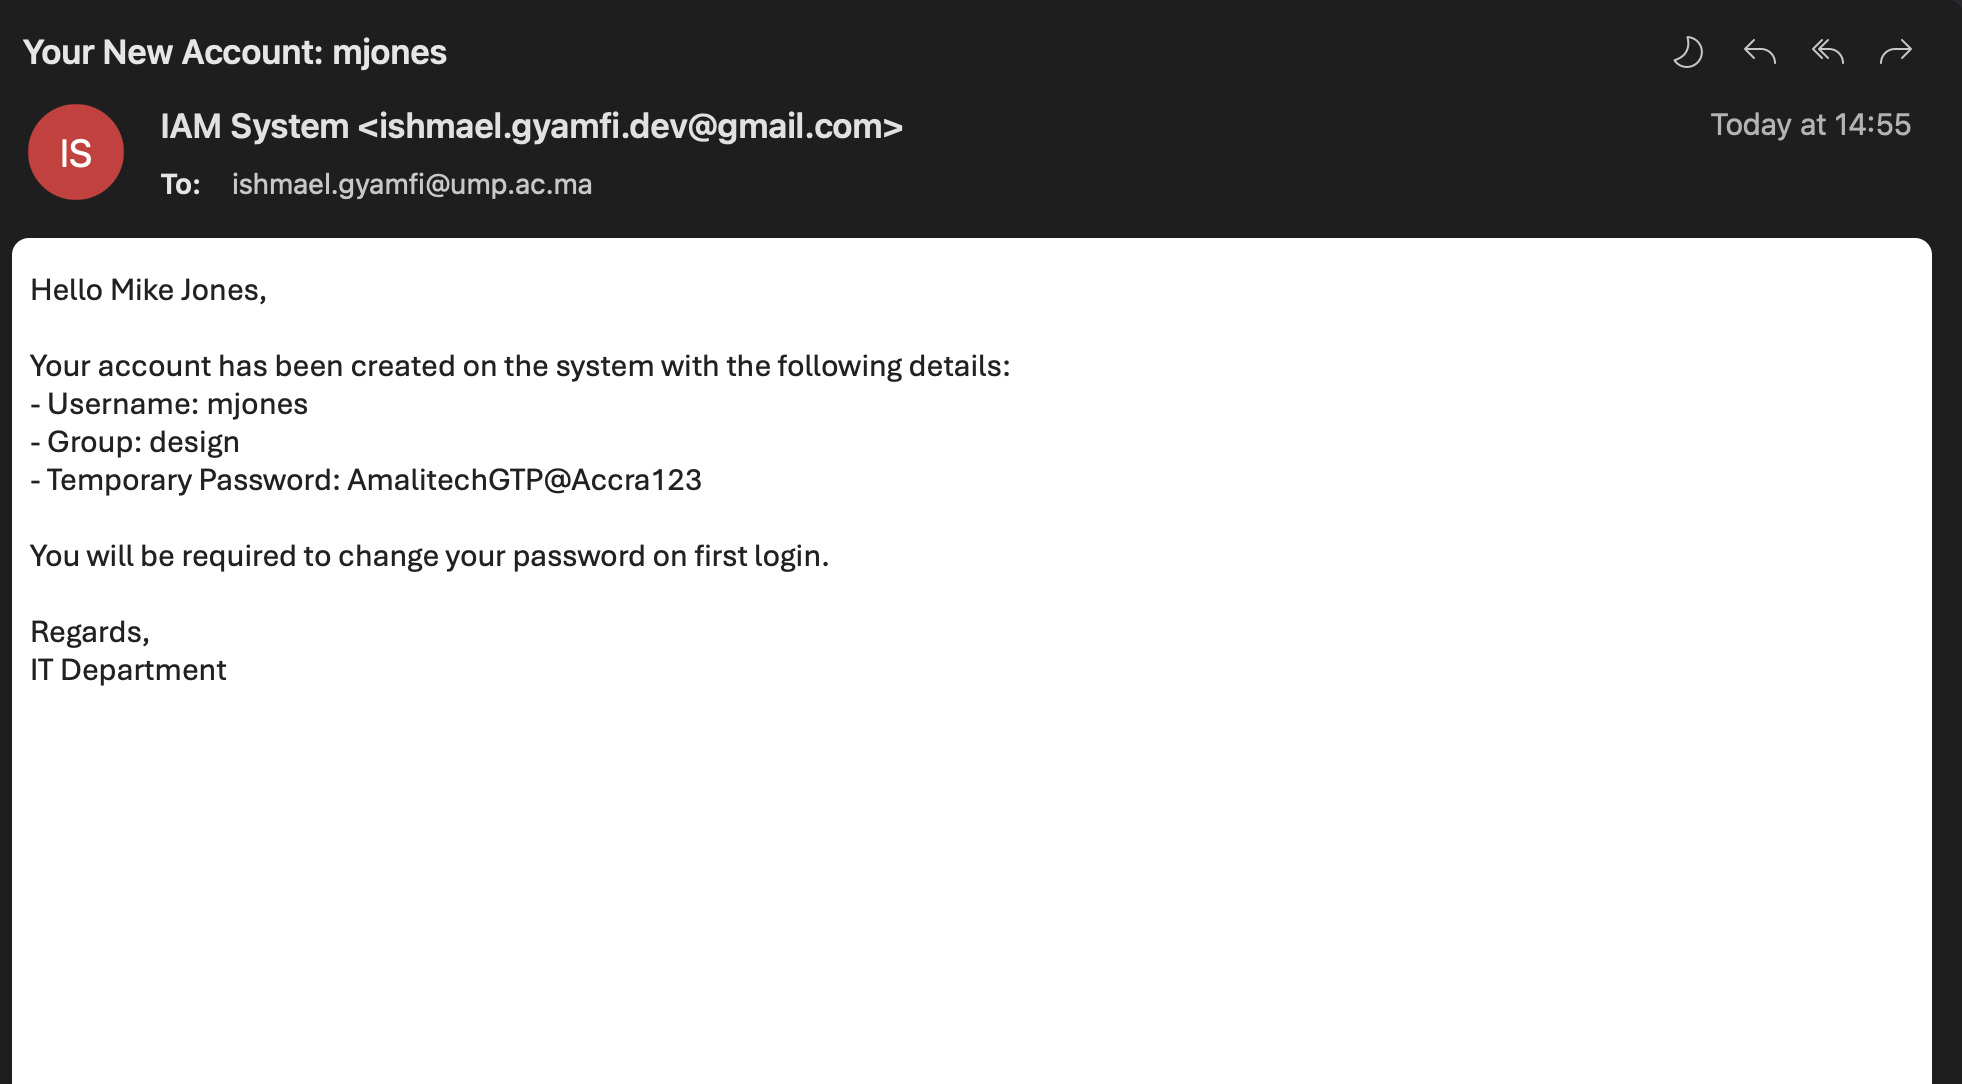 Your New Account: mjones
IS
IAM System <ishmael.gyamfi.dev@gmail.com>
Today at 14:55
To: ishmael.gyamfi@ump.ac.ma
Hello Mike Jones,
Your account has been created on the system with the following details:
- Username: mjones
- Group: design
- Temporary Password: AmalitechGTP@Accra123
You will be required to change your password on first login.
Regards,
IT Department